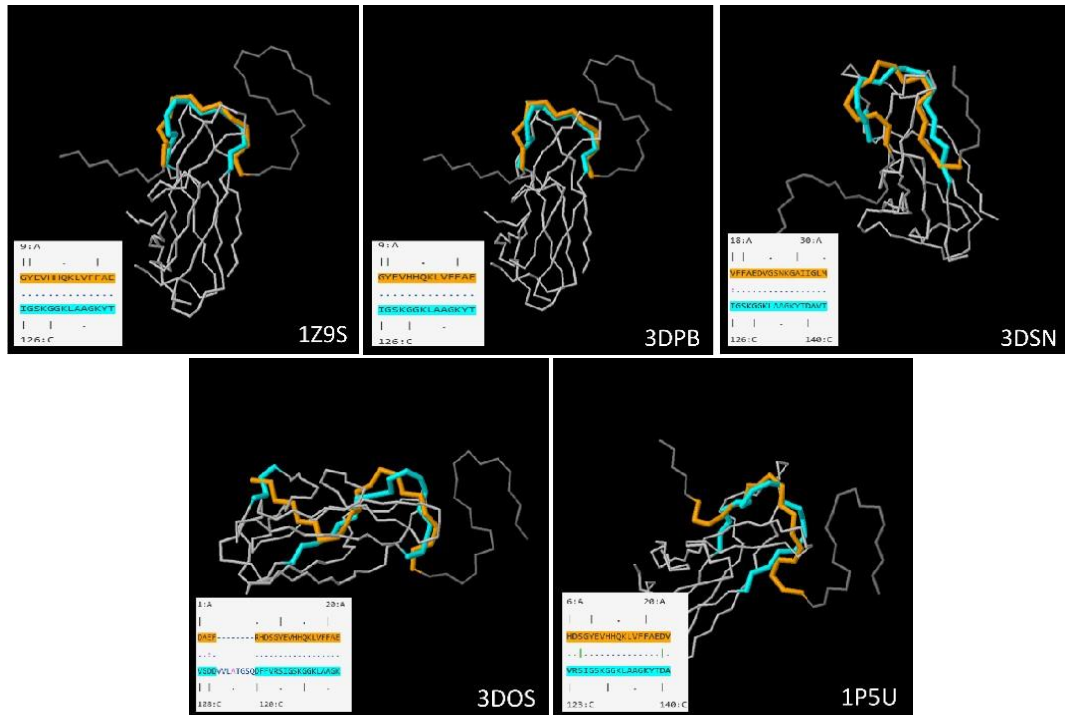 9:A
GYEVHHQKLVFFAE
IGSKGGKLAAGKYT
126:C
1Z9S
9:A
GYEVHHQKLVFFAE
IGSKGGKLAAGKYT
126:C
3DPB
18:A 30:A
VFFAEDVGSNKGAIIGLM
IGSKGGKLAAGKYTDAVT
126:C 140:C
3DSN
1:A 20:A
DAEF---------RHDSGYEVHHQKLVFFAE
120:C
3DOS
6:A 20:A
HDSGYEVHHQKLVFFAEDV
VRSIGSKGGKLAAGKYTDA
123:C 140:C
1P5U